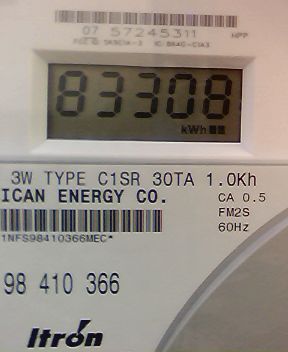 07 57245311 HPP
83308
kWh
3W TYPE C1SR 30TA 1.0Kh
ICAN ENERGY CO. CA 0.5
FM2S
60Hz
1NFS98410366MEC*
98 410 366
Itron